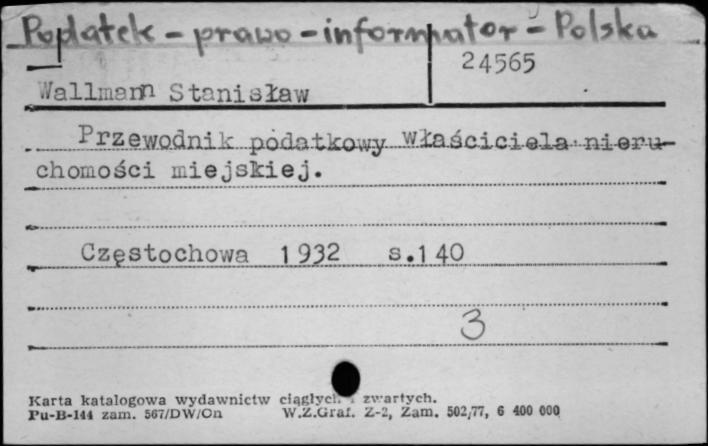 Podatek - prawo - informator - Polska
24565
Wallmann Stanisław
Przewodnik podatkowy właściciela nieru-
chomości miejskiej.
Częstochowa 1932 s.140
3
Karta katalogowa wydawnictw ciągłych i zwartych.
Pu-B-144 zam. 567/DW/On W.Z.Graf. Z-2, Zam. 502/77, 6 400 000